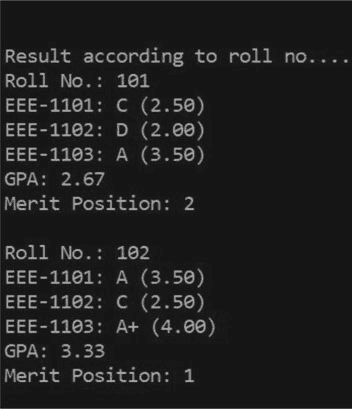 Result according to roll no....
Roll No.: 101
EEE-1101: C (2.50)
EEE-1102: D (2.00)
EEE-1103: A (3.50)
GPA: 2.67
Merit Position: 2
Roll No.: 102
EEE-1101: A (3.50)
EEE-1102: C (2.50)
EEE-1103: A+ (4.00)
GPA: 3.33
Merit Position: 1